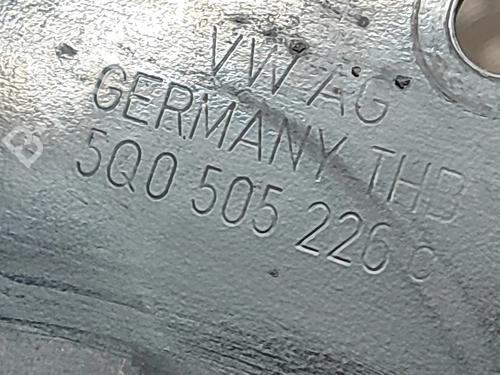 VW AG
GERMANY THB
5Q0 505 226 C
B